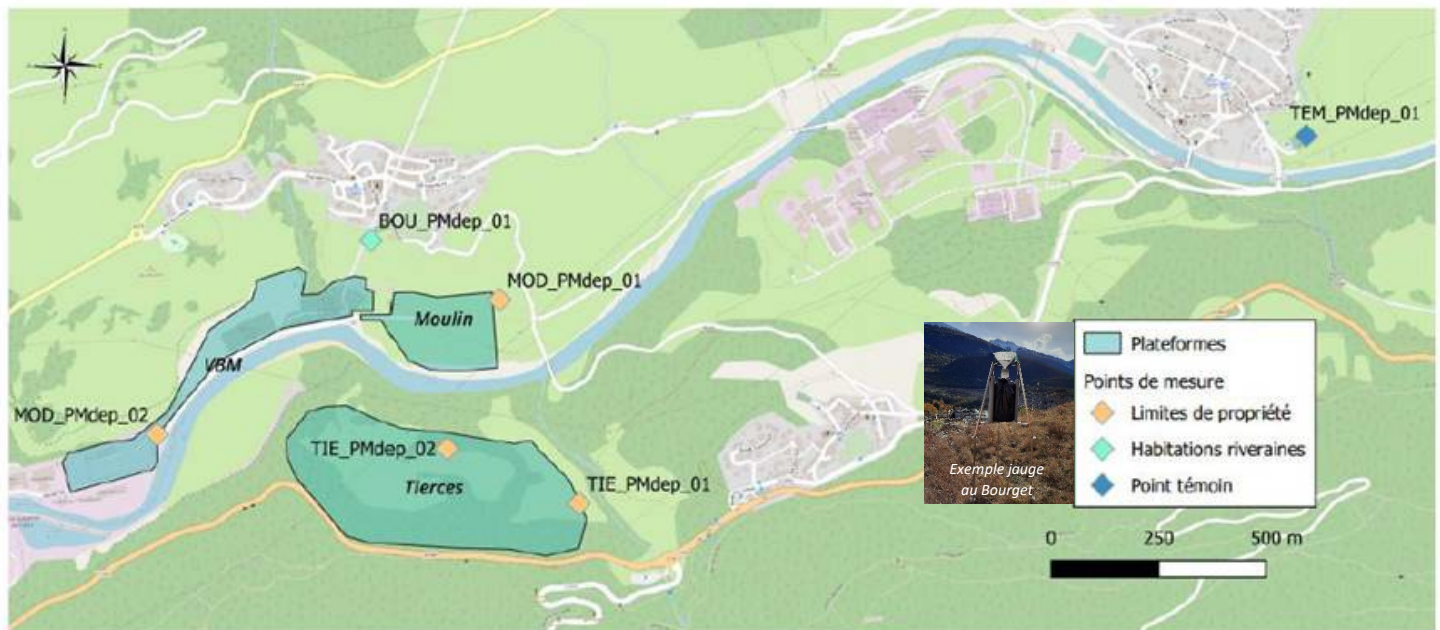 TEM_PMdep_01
BOU_PMdep_01
MOD_PMdep_01
Moulin
VBM
MOD_PMdep_02
TIE_PMdep_02
Tierces
TIE_PMdep_01
Exemple jauge
au Bourget
Plateformes
Points de mesure
Limites de propriété
Habitations riveraines
Point témoin
0 250 500 m